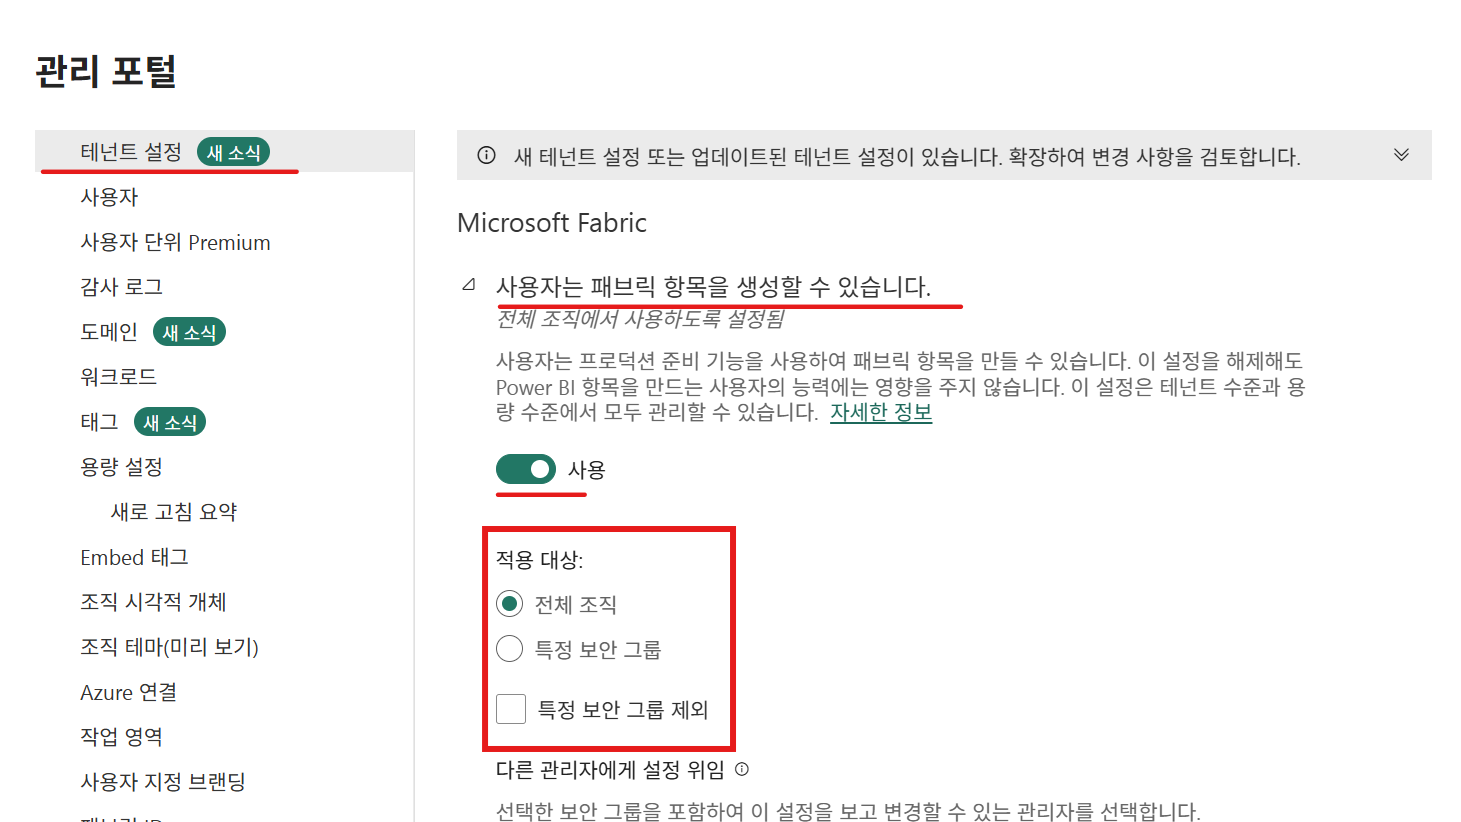 관리 포털
테넌트 설정 새 소식
사용자
사용자 단위 Premium
감사 로그
도메인 새 소식
워크로드
태그 새 소식
용량 설정
새로 고침 요약
Embed 태그
조직 시각적 개체
조직 테마(미리 보기)
Azure 연결
작업 영역
사용자 지정 브랜딩
새 테넌트 설정 또는 업데이트된 테넌트 설정이 있습니다. 확장하여 변경 사항을 검토합니다.
Microsoft Fabric
사용자는 패브릭 항목을 생성할 수 있습니다.
전체 조직에서 사용하도록 설정됨
사용자는 프로덕션 준비 기능을 사용하여 패브릭 항목을 만들 수 있습니다. 이 설정을 해제해도
Power BI 항목을 만드는 사용자의 능력에는 영향을 주지 않습니다. 이 설정은 테넌트 수준과 용
량 수준에서 모두 관리할 수 있습니다. 자세한 정보
사용
적용 대상:
전체 조직
특정 보안 그룹
특정 보안 그룹 제외
다른 관리자에게 설정 위임
선택한 보안 그룹을 포함하여 이 설정을 보고 변경할 수 있는 관리자를 선택합니다.